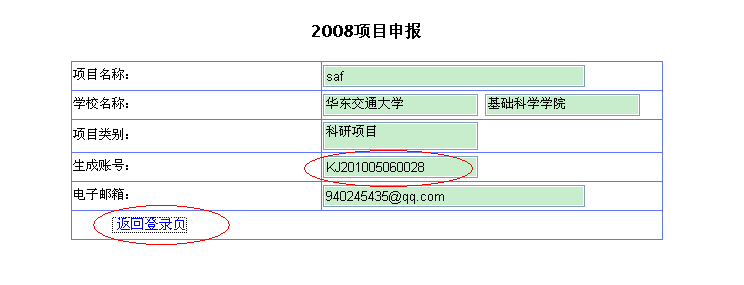 2008项目申报
项目名称： saf
学校名称： 华东交通大学 基础科学学院
项目类别： 科研项目
生成账号： KJ201005060028
电子邮箱： 940245435@qq.com
返回登录页